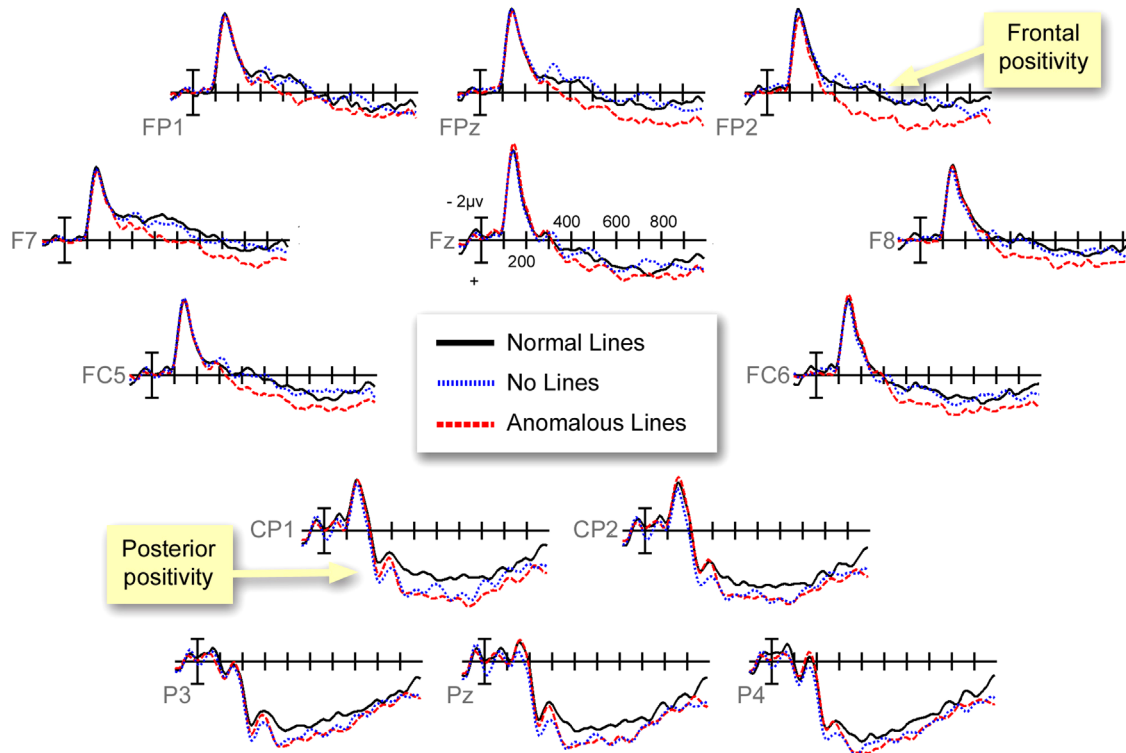 Frontal
positivity
FP1
FPz
FP2
- 2μv
400 600 800
F7
Fz
F8
200
+
Normal Lines
FC5
FC6
No Lines
Anomalous Lines
CP1
CP2
Posterior
positivity
P3
Pz
P4